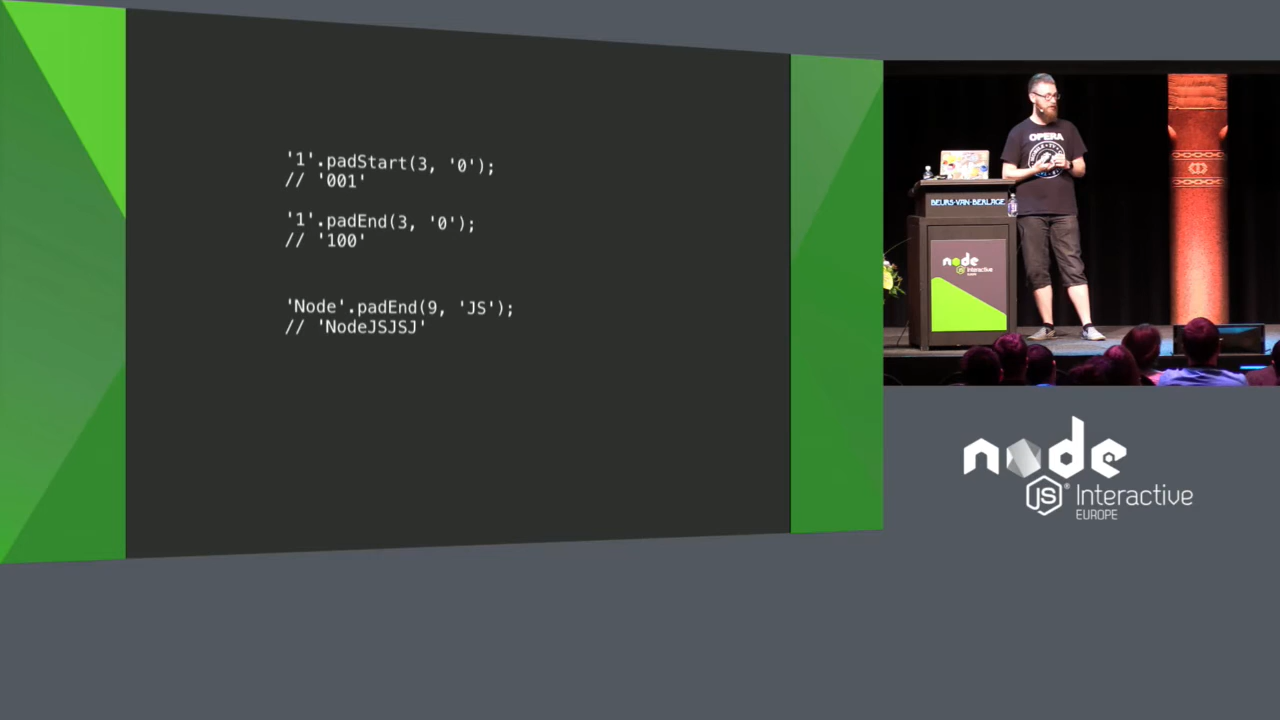 '1'.padStart(3, '0');
// '001'
'1'.padEnd(3, '0');
// '100'
'Node'.padEnd(9, 'JS');
// 'NodeJSJSJ'
OPERA
BEURS-VAN-BERLAGE
node
JS Interactive
node
JS® Interactive
EUROPE